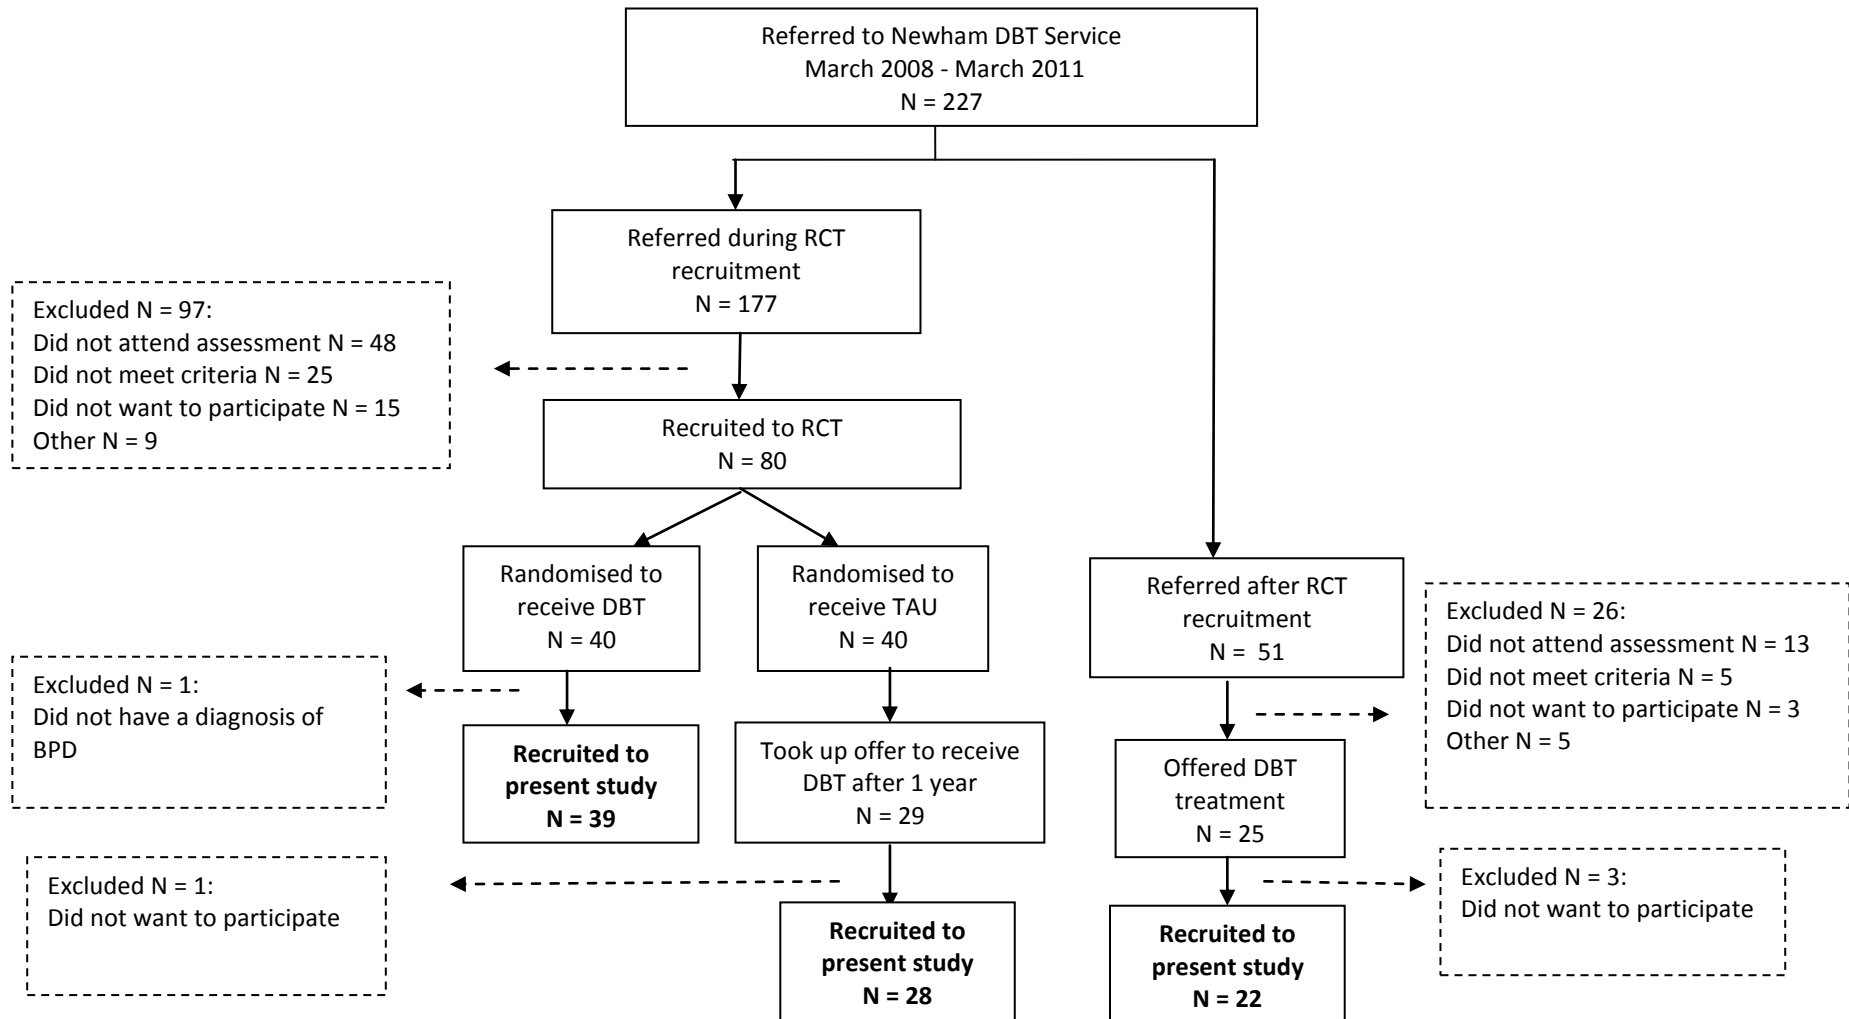 Referred to Newham DBT Service
March 2008 - March 2011
N = 227
Referred during RCT
recruitment
N = 177
Excluded N = 97:
Did not attend assessment N = 48
Did not meet criteria N = 25
Did not want to participate N = 15
Other N = 9
Recruited to RCT
N = 80
Randomised to
receive DBT
N = 40
Randomised to
receive TAU
N = 40
Referred after RCT
recruitment
N =  51
Excluded N = 26:
Did not attend assessment N = 13
Did not meet criteria N = 5
Did not want to participate N = 3
Other N = 5
Excluded N = 1:
Did not have a diagnosis of
BPD
Recruited to
present study
N = 39
Took up offer to receive
DBT after 1 year
N = 29
Offered DBT
treatment
N = 25
Excluded N = 1:
Did not want to participate
Excluded N = 3:
Did not want to participate
Recruited to
present study
N = 28
Recruited to
present study
N = 22